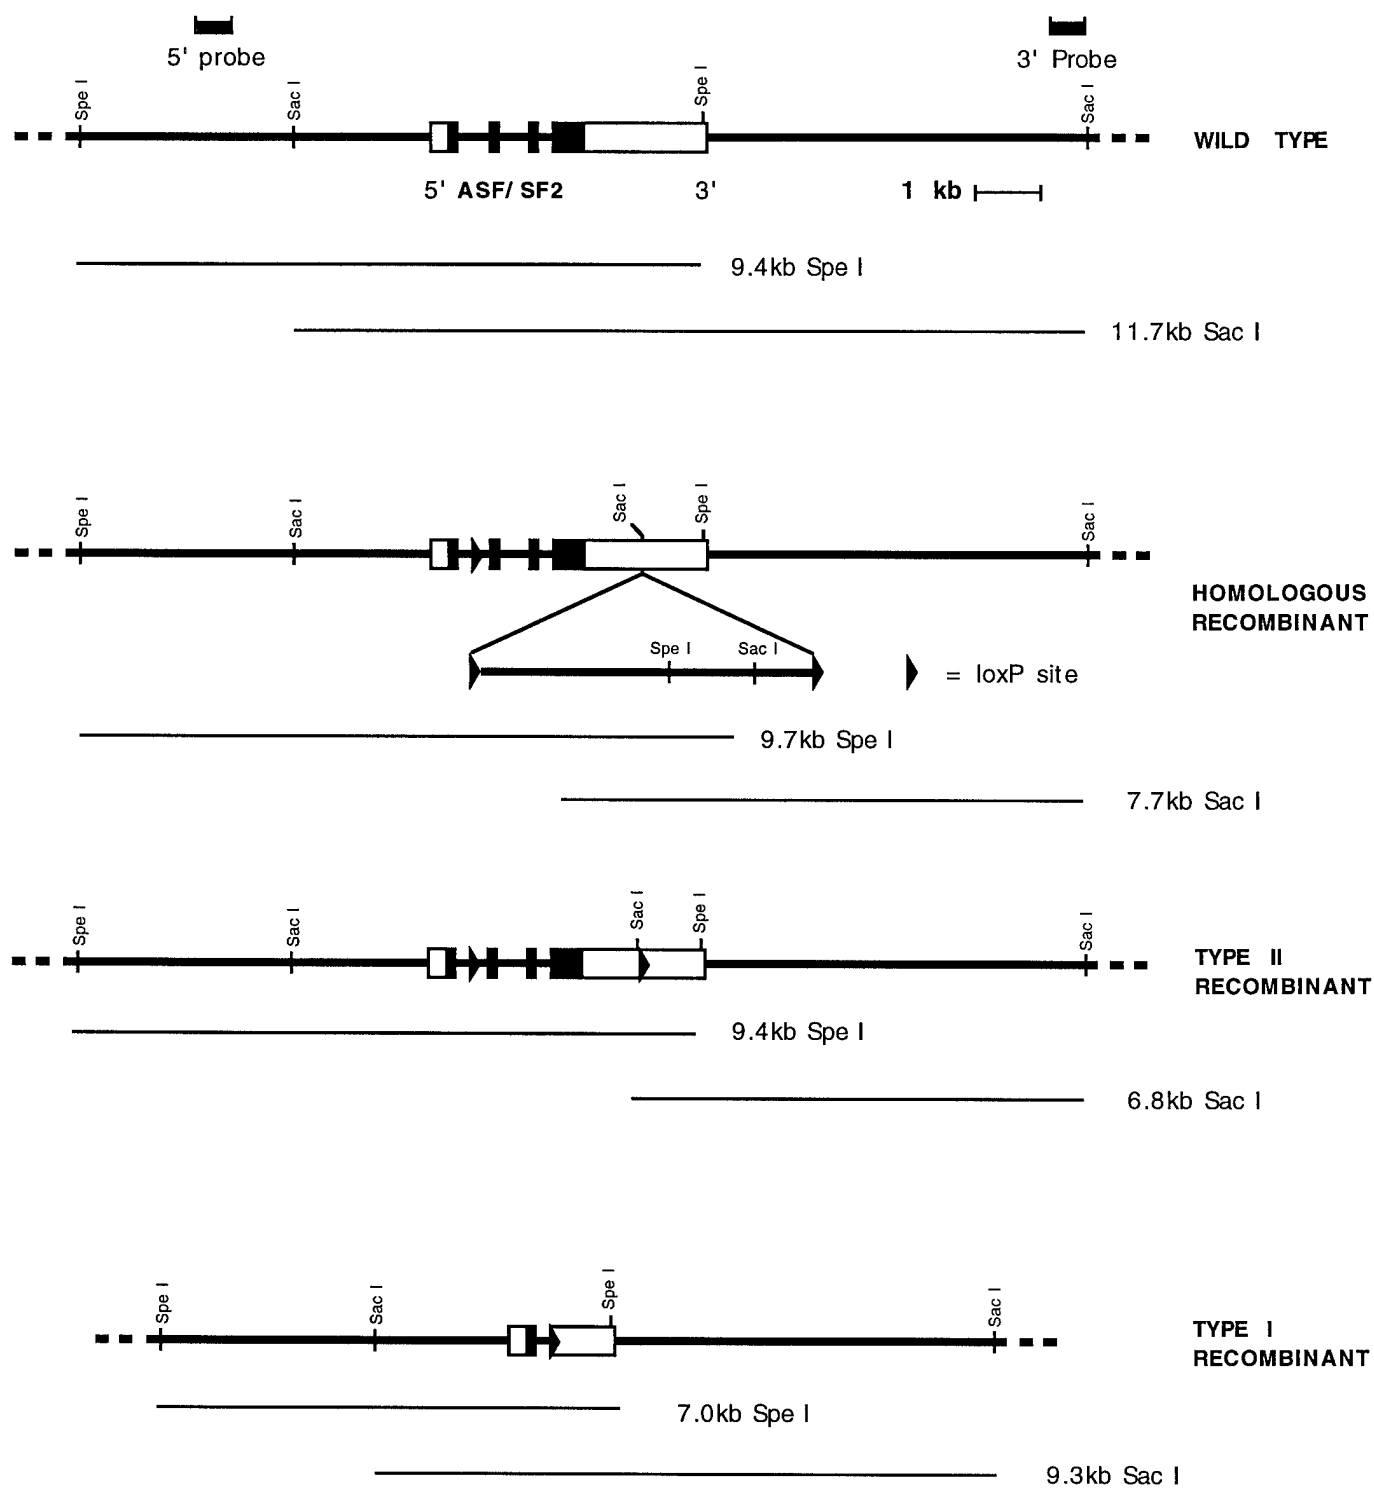 5' probe
3' Probe
Spe I
Sac I
Spe I
Sac I
WILD TYPE
5' ASF/ SF2
3'
1 kb
9.4kb Spe I
11.7kb Sac I
Spe I
Sac I
Sac I
Spe I
Sac I
HOMOLOGOUS
RECOMBINANT
Spe I
Sac I
= loxP site
9.7kb Spe I
7.7kb Sac I
Spe I
Sac I
Sac I
Spe I
Sac I
TYPE II
RECOMBINANT
9.4kb Spe I
6.8kb Sac I
Spe I
Sac I
Spe I
Sac I
TYPE I
RECOMBINANT
7.0kb Spe I
9.3kb Sac I